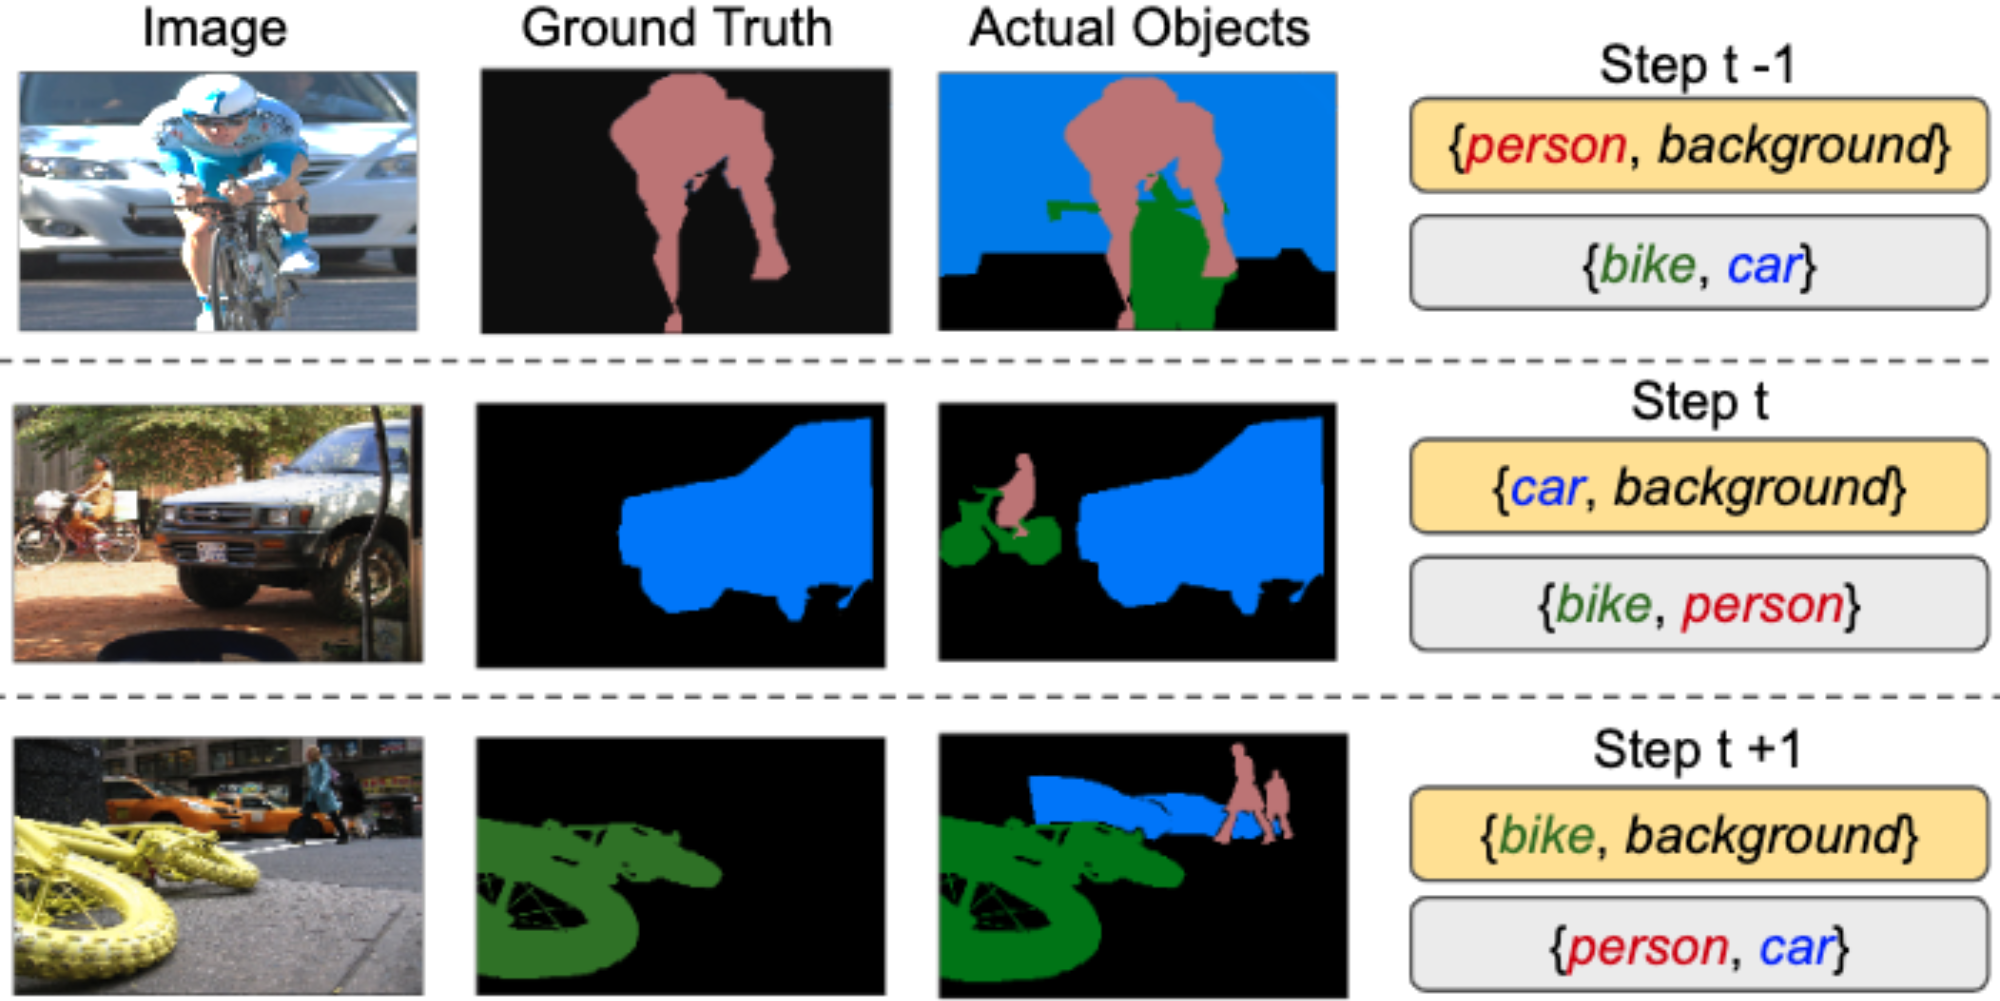 Image Ground Truth Actual Objects
Step t -1
{person, background}
{bike, car}
Step t
{car, background}
{bike, person}
Step t +1
{bike, background}
{person, car}